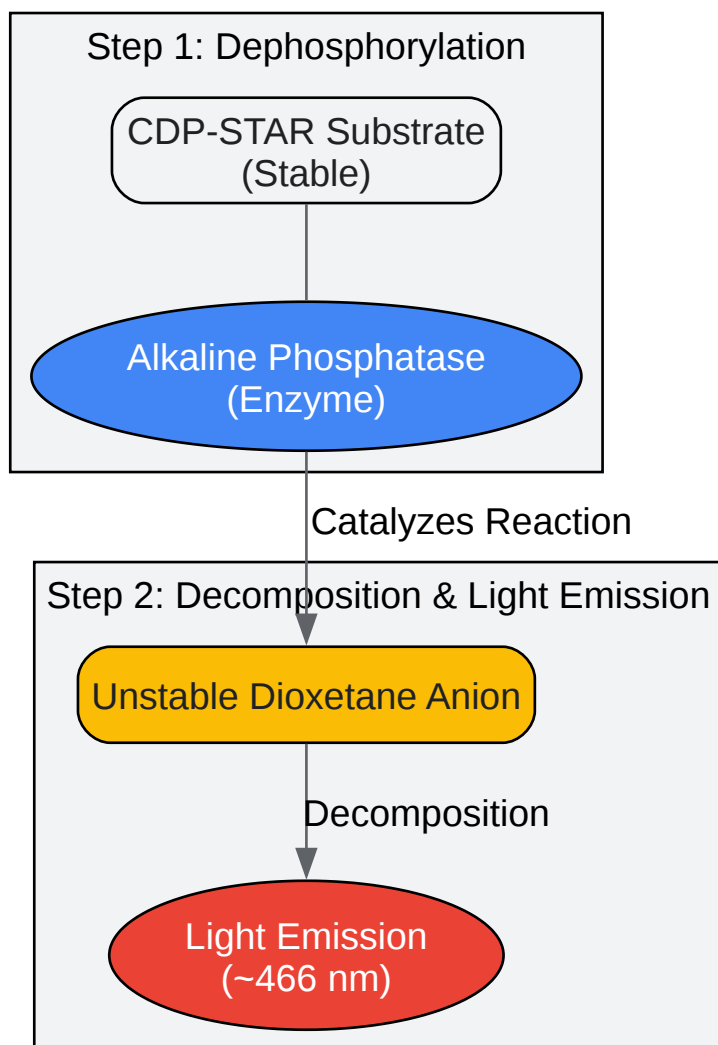 Step 1: Dephosphorylation
CDP-STAR Substrate
(Stable)
Alkaline Phosphatase
(Enzyme)
Catalyzes Reaction
Step 2: Decomposition & Light Emission
Unstable Dioxetane Anion
Decomposition
Light Emission
(~466 nm)